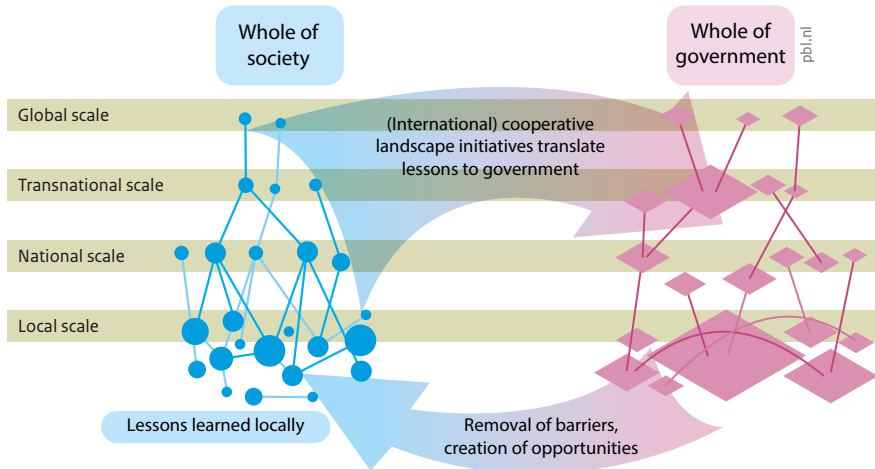 Whole of
society
Whole of
government
pbl.nl
Global scale
(International) cooperative
landscape initiatives translate
lessons to government
Transnational scale
National scale
Local scale
Lessons learned locally
Removal of barriers,
creation of opportunities